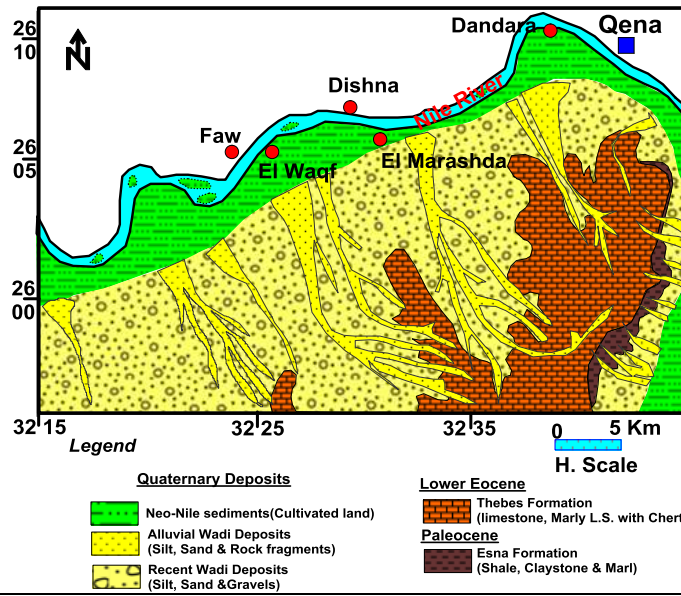 26
10
N
Dandara
Qena
Dishna
Nile River
Faw
26
05
El Waqf
El Marashda
26
00
32 15
32 25
32 35
0 5 Km
H. Scale
Legend
Quaternary Deposits
Neo-Nile sediments(Cultivated land)
Alluvial Wadi Deposits
(Silt, Sand & Rock fragments)
Recent Wadi Deposits
(Silt, Sand &Gravels)
Lower Eocene
Thebes Formation
(limestone, Marly L.S. with Chert
Paleocene
Esna Formation
(Shale, Claystone & Marl)